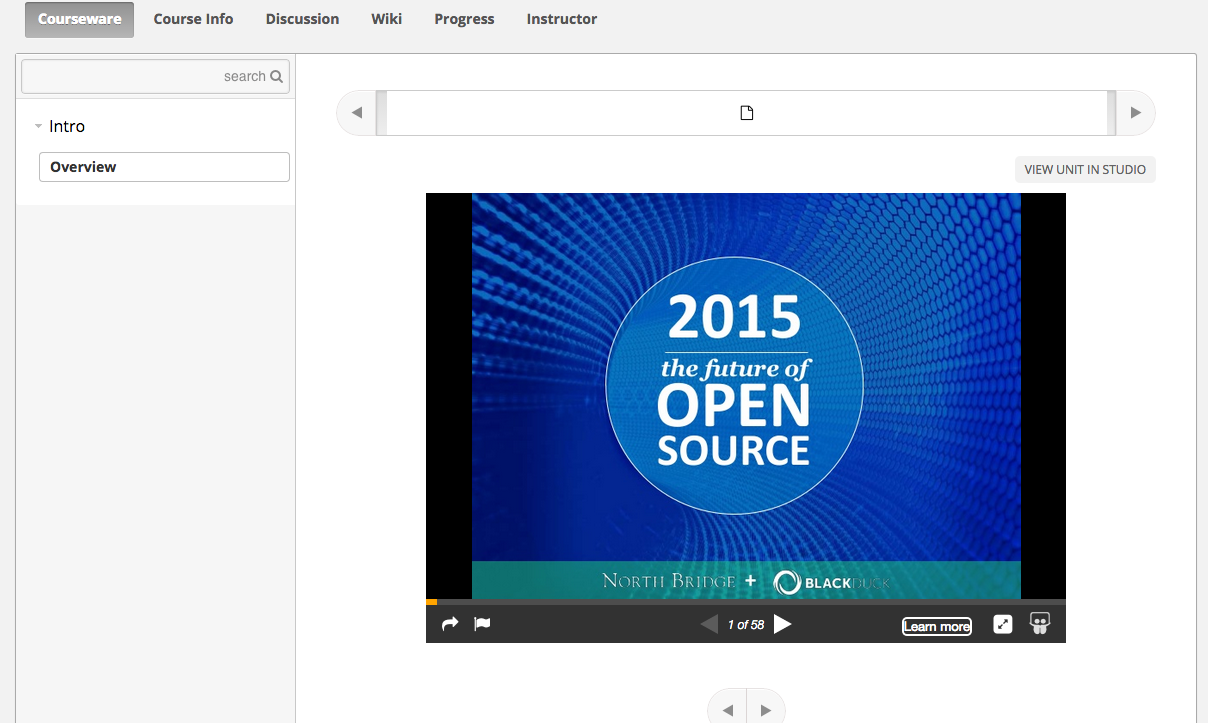 Courseware Course Info Discussion Wiki Progress Instructor
search
Intro
Overview
VIEW UNIT IN STUDIO
2015
the future of
OPEN
SOURCE
NORTH BRIDGE + BLACKDUCK
1 of 58
Learn more